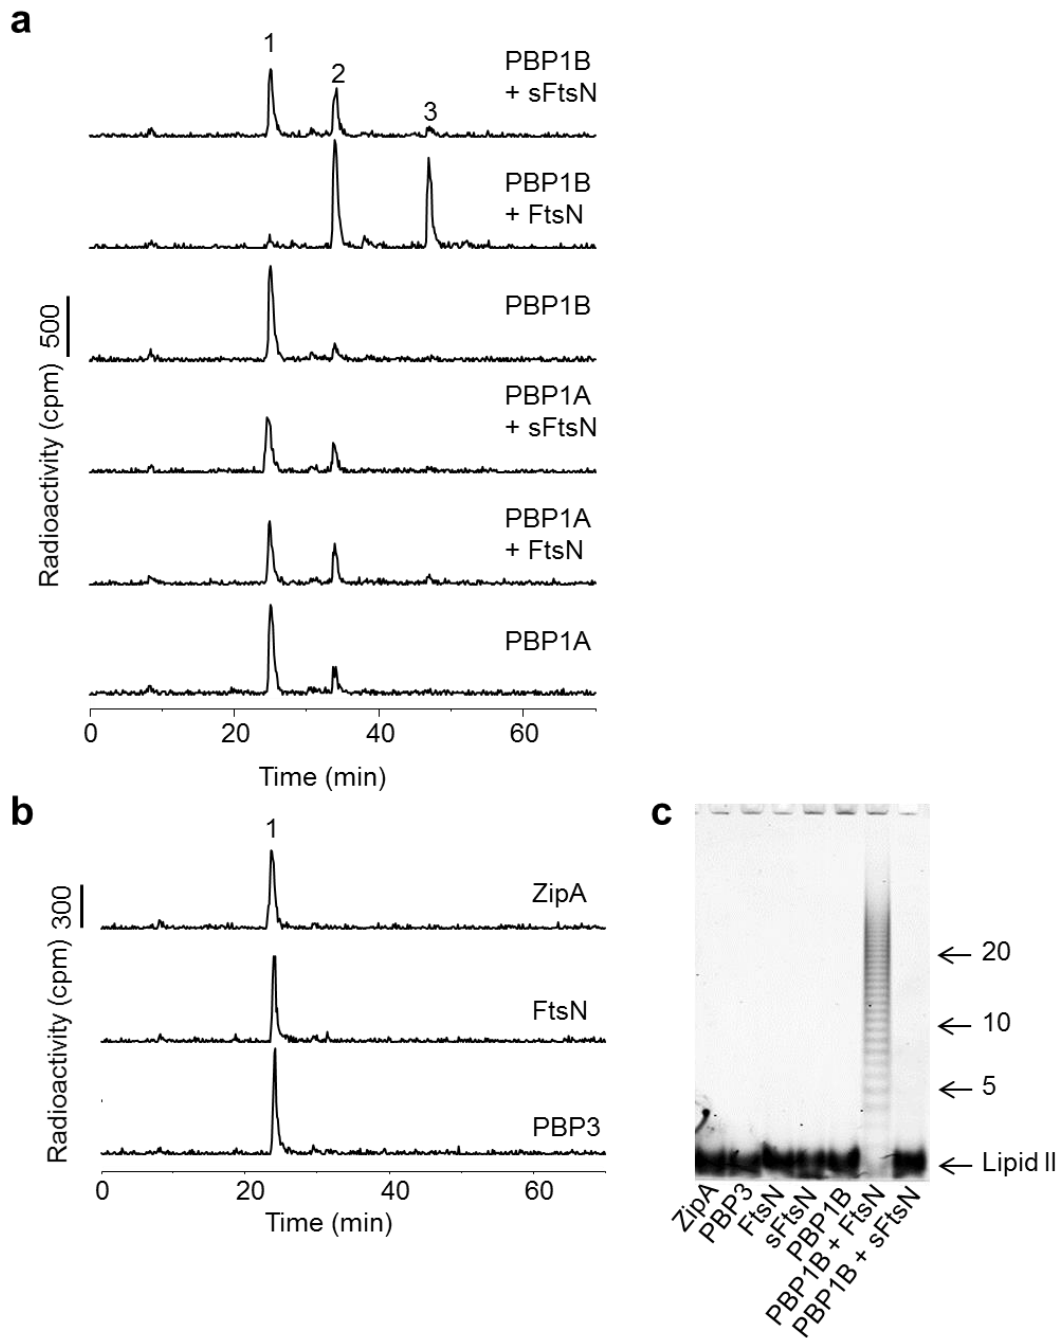 a
1
2
3
PBP1B
+ sFtsN
PBP1B
+ FtsN
PBP1B
PBP1A
+ sFtsN
PBP1A
+ FtsN
PBP1A
Radioactivity (cpm)
500
0 20 40 60
Time (min)
b
1
ZipA
FtsN
PBP3
Radioactivity (cpm)
300
0 20 40 60
Time (min)
c
20
10
5
Lipid II
ZipA
PBP3
FtsN
sFtsN
PBP1B
PBP1B + FtsN
PBP1B + sFtsN